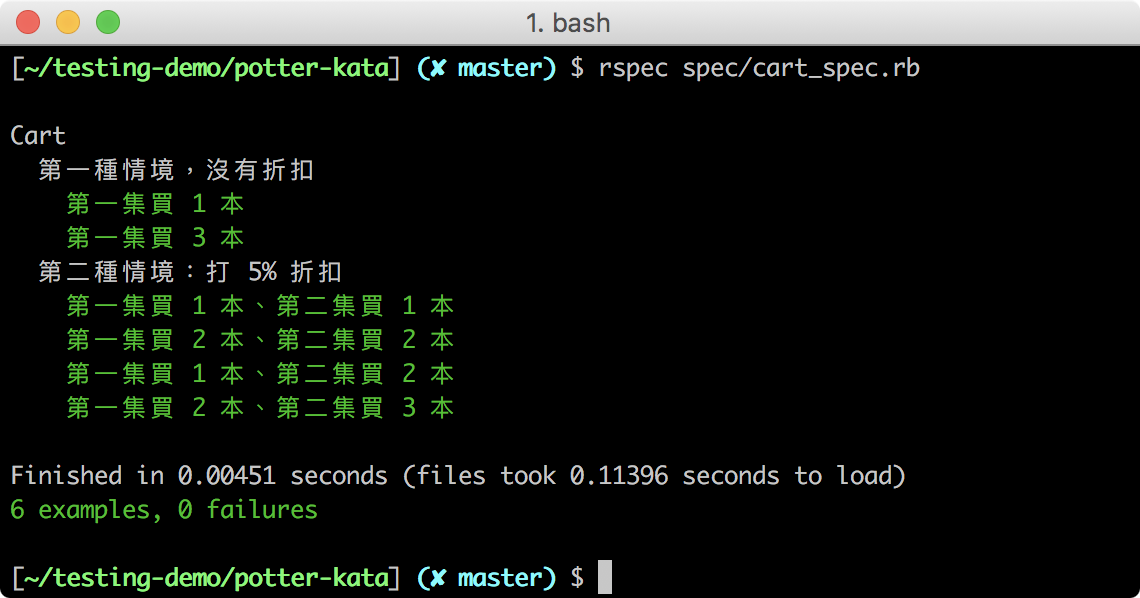 1. bash
[~/testing-demo/potter-kata] (✘ master) $ rspec spec/cart_spec.rb
Cart
第一種情境，沒有折扣
第一集買 1 本
第一集買 3 本
第二種情境：打 5% 折扣
第一集買 1 本、第二集買 1 本
第一集買 2 本、第二集買 2 本
第一集買 1 本、第二集買 2 本
第一集買 2 本、第二集買 3 本
Finished in 0.00451 seconds (files took 0.11396 seconds to load)
6 examples, 0 failures
[~/testing-demo/potter-kata] (✘ master) $